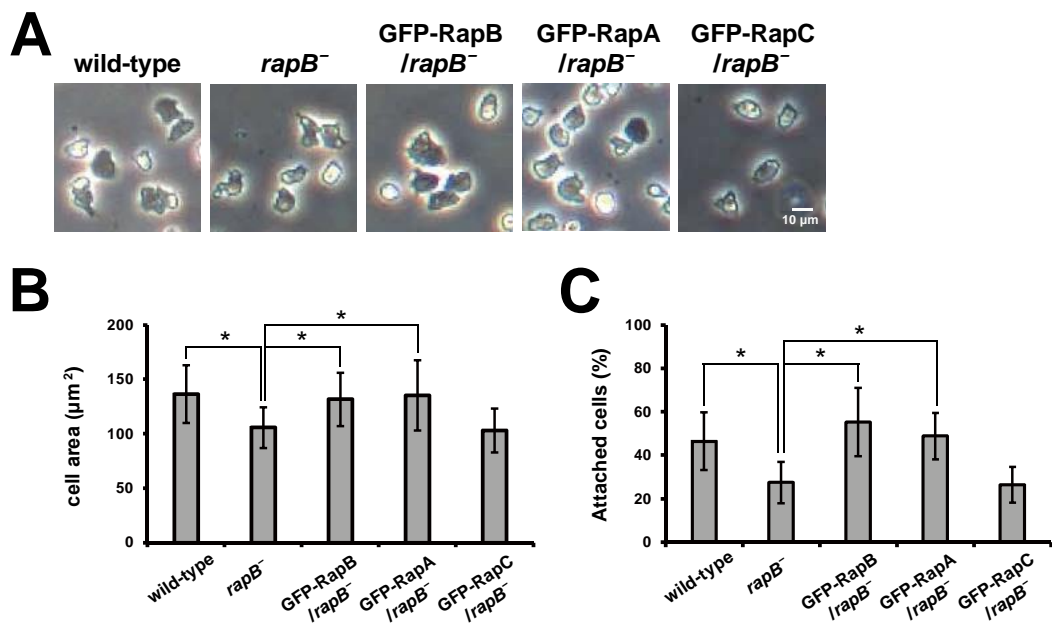 A
wild-type
rapB⁻
GFP-RapB
/rapB⁻
GFP-RapA
/rapB⁻
GFP-RapC
/rapB⁻
10 µm
B
cell area (µm²)
200
150
100
50
0
*
*
*
wild-type
rapB⁻
GFP-RapB
/rapB⁻
GFP-RapA
/rapB⁻
GFP-RapC
/rapB⁻
C
Attached cells (%)
100
80
60
40
20
0
*
*
*
wild-type
rapB⁻
GFP-RapB
/rapB⁻
GFP-RapA
/rapB⁻
GFP-RapC
/rapB⁻